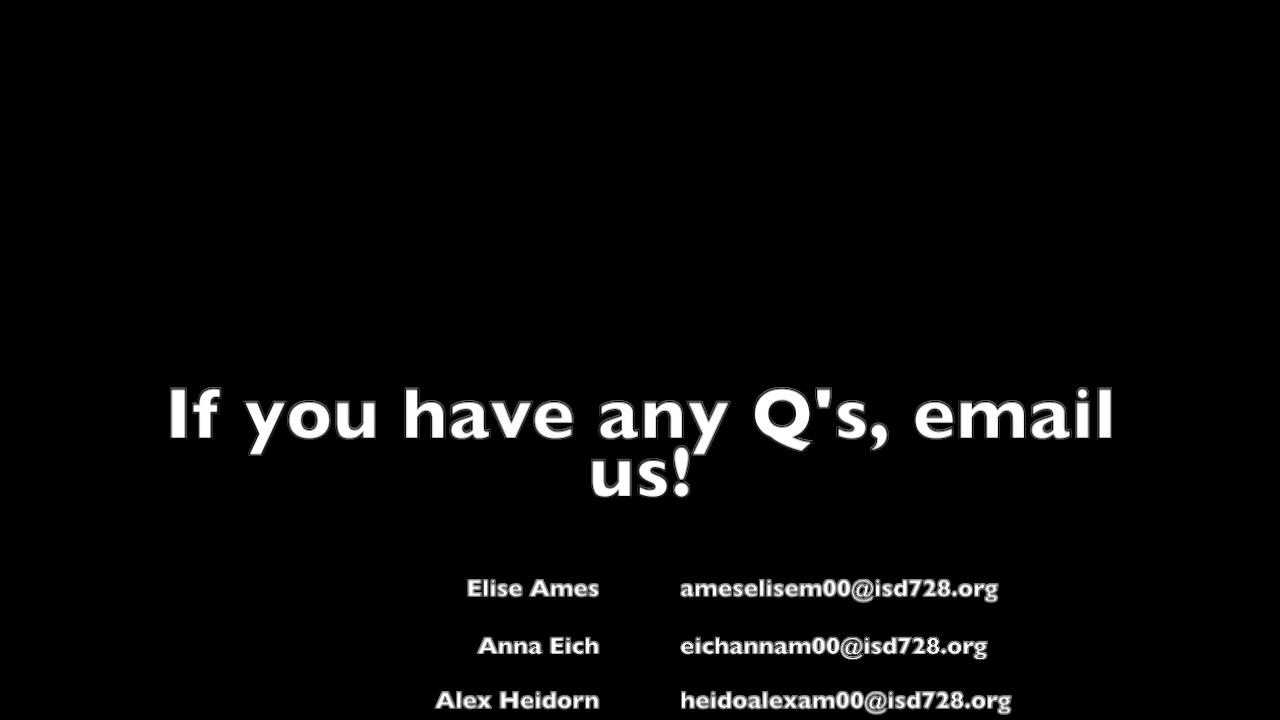 If you have any Q's, email
us!
Elise Ames ameselisem00@isd728.org
Anna Eich eichannam00@isd728.org
Alex Heidorn heidoalexam00@isd728.org